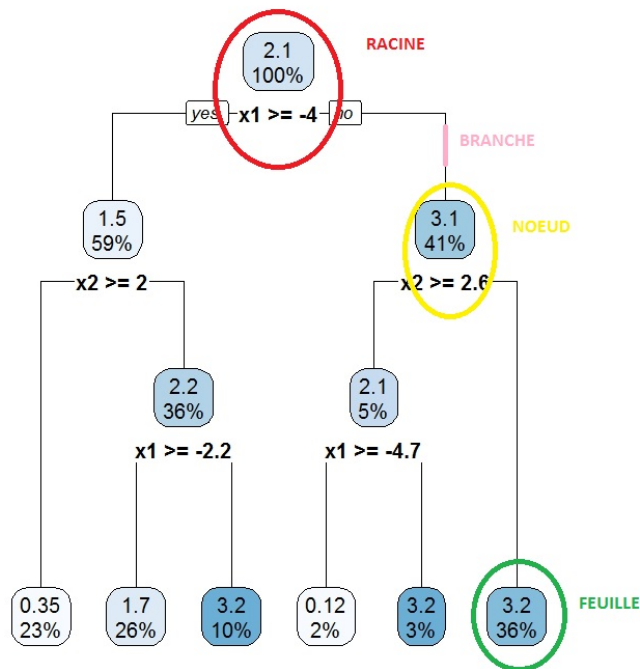 RACINE
2.1
100%
yes x1 >= -4 no
BRANCHE
1.5
59%
3.1
41%
NOEUD
x2 >= 2
x2 >= 2.6
2.2
36%
2.1
5%
x1 >= -2.2
x1 >= -4.7
0.35
23%
1.7
26%
3.2
10%
0.12
2%
3.2
3%
3.2
36%
FEUILLE